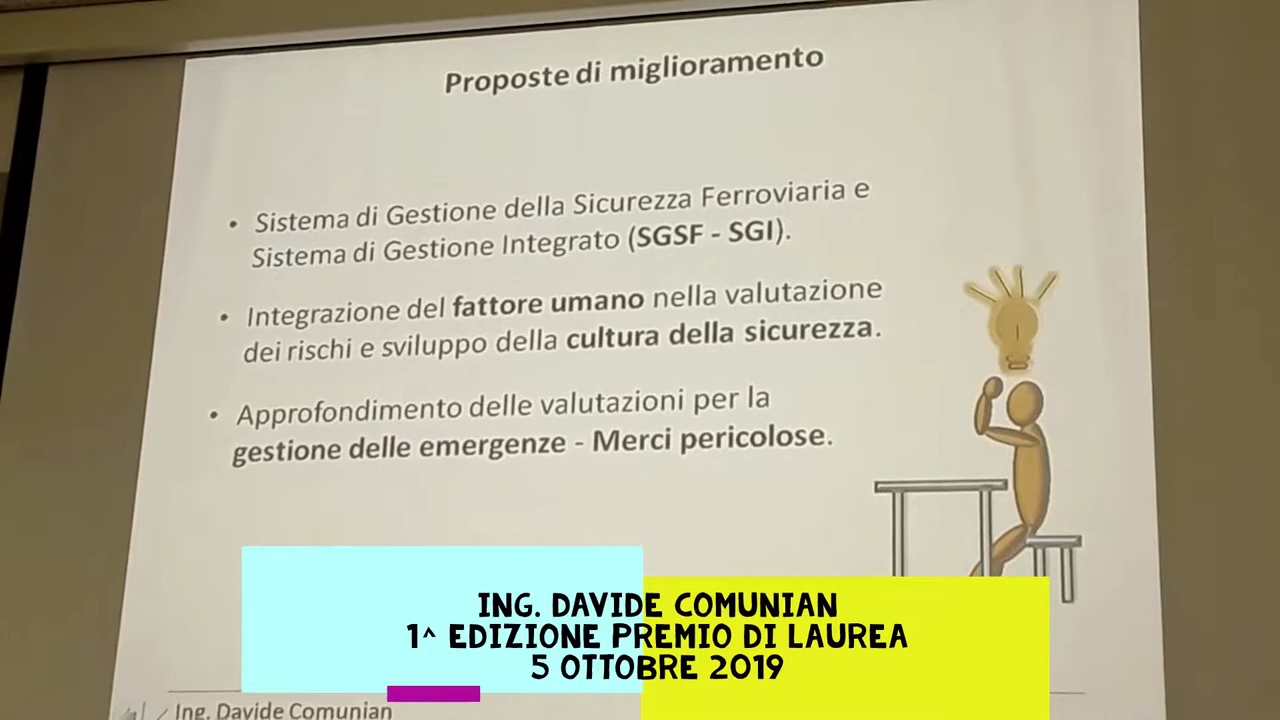 Proposte di miglioramento
• Sistema di Gestione della Sicurezza Ferroviaria e
Sistema di Gestione Integrato (SGSF - SGI).
• Integrazione del fattore umano nella valutazione
dei rischi e sviluppo della cultura della sicurezza.
• Approfondimento delle valutazioni per la
gestione delle emergenze - Merci pericolose.
ING. DAVIDE COMUNIAN
1^ EDIZIONE PREMIO DI LAUREA
5 OTTOBRE 2019
Ing. Davide Comunian